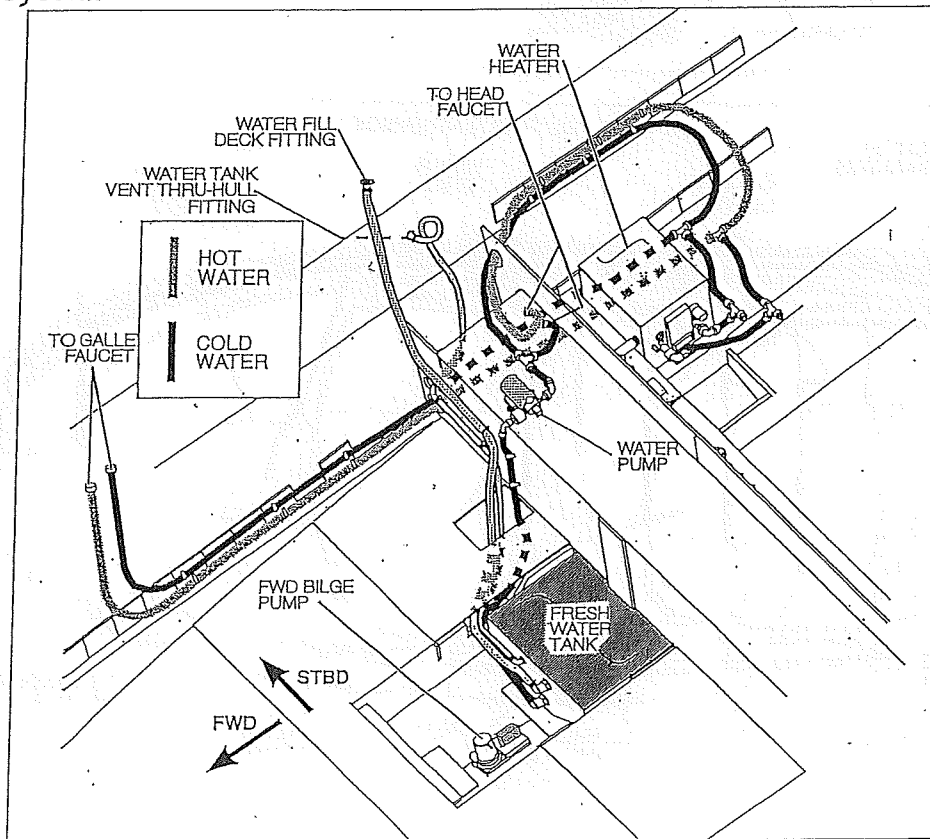 WATER
HEATER
TO HEAD
FAUCET
WATER FILL
DECK FITTING
WATER TANK
VENT THRU-HULL
FITTING
HOT
WATER
COLD
WATER
TO GALLE
FAUCET
WATER
PUMP
FWD BILGE
PUMP
FRESH
WATER
TANK
STBD
FWD